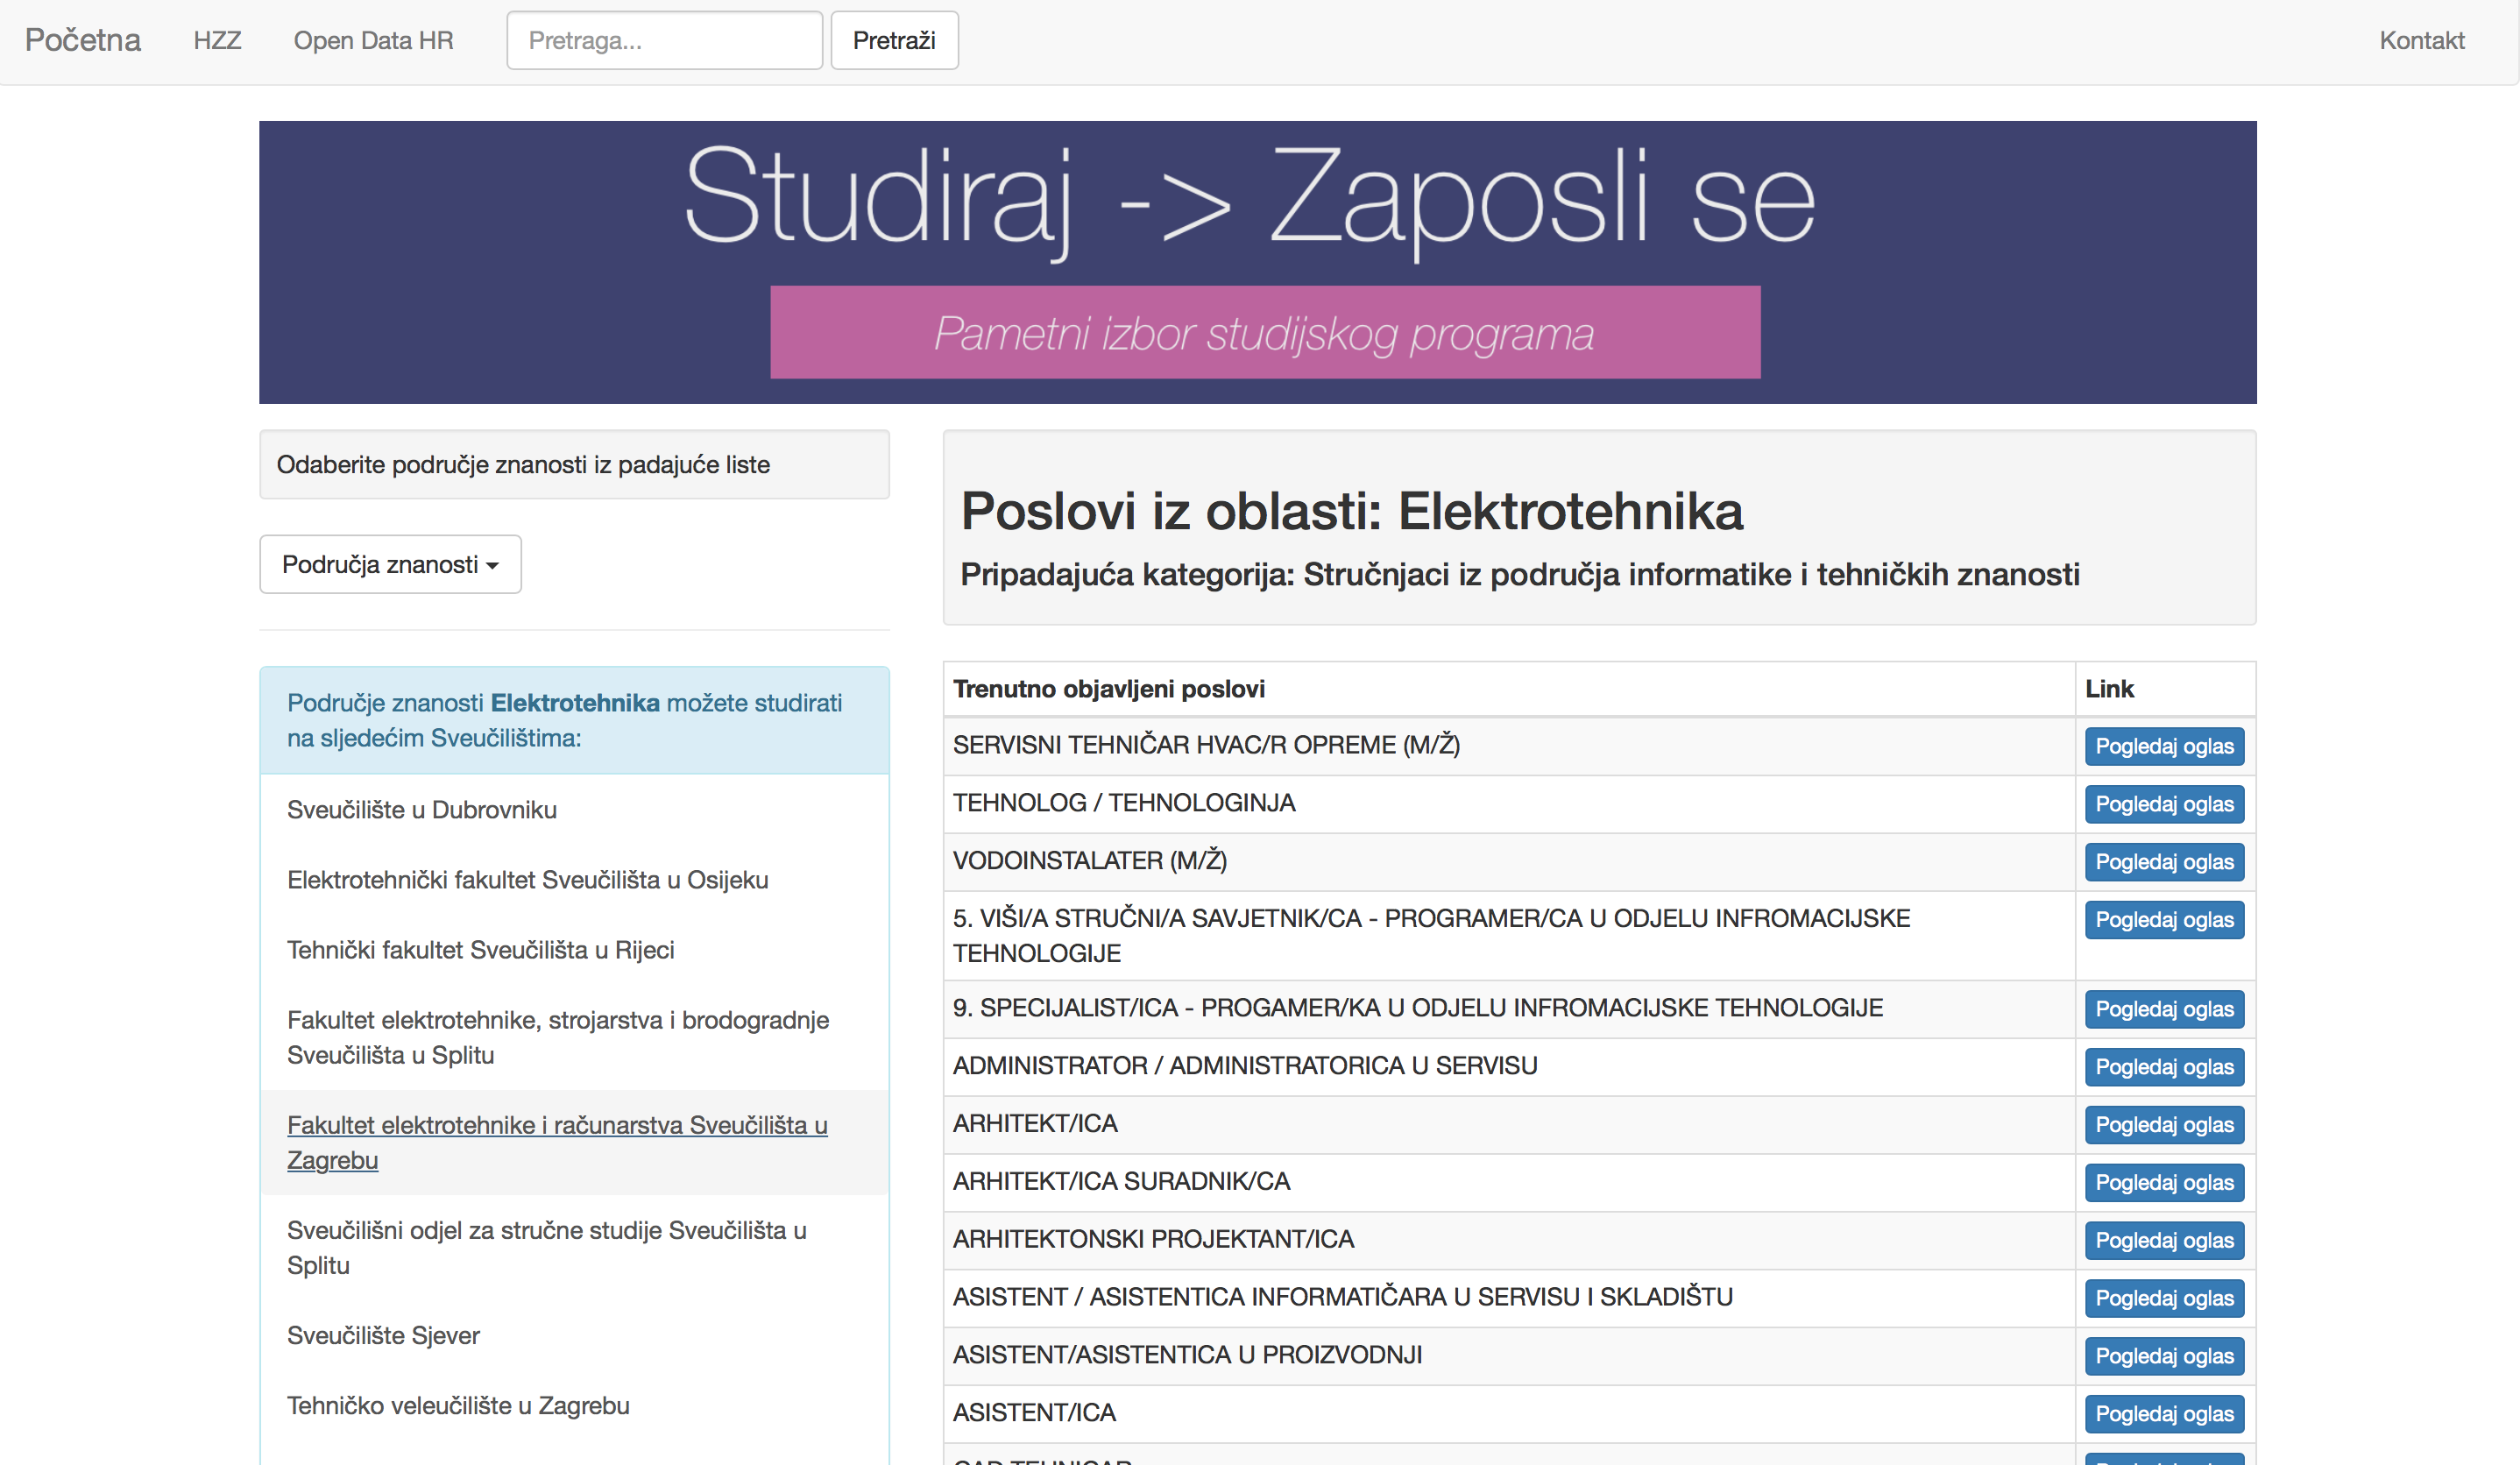 Početna HZZ Open Data HR Pretraga... Pretraži Kontakt
Studiraj -> Zaposli se
Pametni izbor studijskog programa
Odaberite područje znanosti iz padajuće liste
Područja znanosti
Područje znanosti Elektrotehnika možete studirati
na sljedećim Sveučilištima:
Sveučilište u Dubrovniku
Elektrotehnički fakultet Sveučilišta u Osijeku
Tehnički fakultet Sveučilišta u Rijeci
Fakultet elektrotehnike, strojarstva i brodogradnje
Sveučilišta u Splitu
Fakultet elektrotehnike i računarstva Sveučilišta u
Zagrebu
Sveučilišni odjel za stručne studije Sveučilišta u
Splitu
Sveučilište Sjever
Tehničko veleučilište u Zagrebu
Poslovi iz oblasti: Elektrotehnika
Pripadajuća kategorija: Stručnjaci iz područja informatike i tehničkih znanosti
Trenutno objavljeni poslovi Link
SERVISNI TEHNIČAR HVAC/R OPREME (M/Ž) Pogledaj oglas
TEHNOLOG / TEHNOLOGINJA Pogledaj oglas
VODOINSTALATER (M/Ž) Pogledaj oglas
5. VIŠI/A STRUČNI/A SAVJETNIK/CA - PROGRAMER/CA U ODJELU INFROMACIJSKE Pogledaj oglas
TEHNOLOGIJE
9. SPECIJALIST/ICA - PROGAMER/KA U ODJELU INFROMACIJSKE TEHNOLOGIJE Pogledaj oglas
ADMINISTRATOR / ADMINISTRATORICA U SERVISU Pogledaj oglas
ARHITEKT/ICA Pogledaj oglas
ARHITEKT/ICA SURADNIK/CA Pogledaj oglas
ARHITEKTONSKI PROJEKTANT/ICA Pogledaj oglas
ASISTENT / ASISTENTICA INFORMATIČARA U SERVISU I SKLADIŠTU Pogledaj oglas
ASISTENT/ASISTENTICA U PROIZVODNJI Pogledaj oglas
ASISTENT/ICA Pogledaj oglas